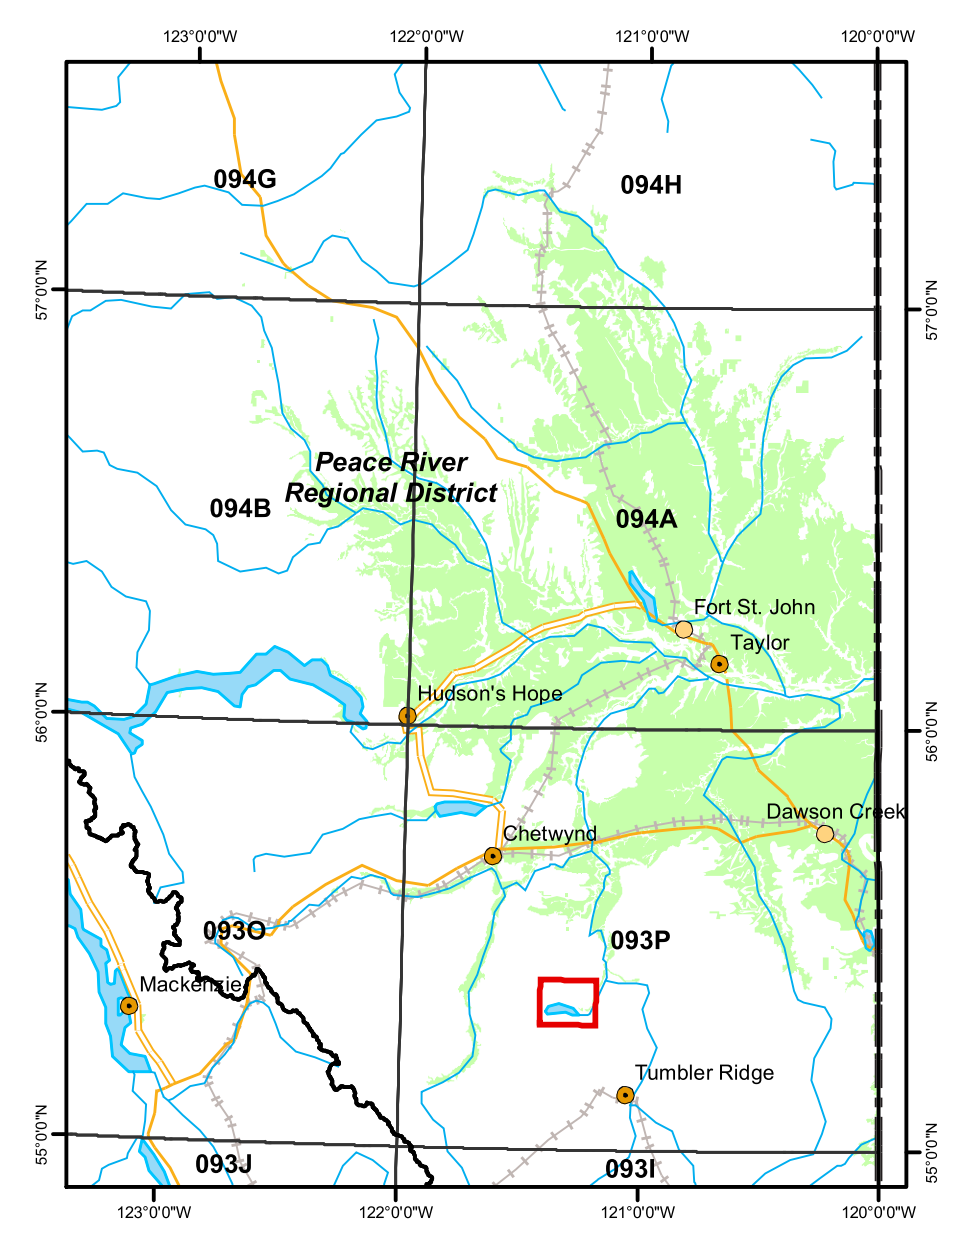 123°0'0"W 122°0'0"W 121°0'0"W 120°0'0"W
094G
094H
57°0'0"N
57°0'0"N
Peace River
Regional District
094B
094A
Fort St. John
Taylor
Hudson's Hope
56°0'0"N
56°0'0"N
Dawson Creek
Chetwynd
093O
093P
Mackenzie
Tumbler Ridge
55°0'0"N
55°0'0"N
093J
093I
123°0'0"W 122°0'0"W 121°0'0"W 120°0'0"W